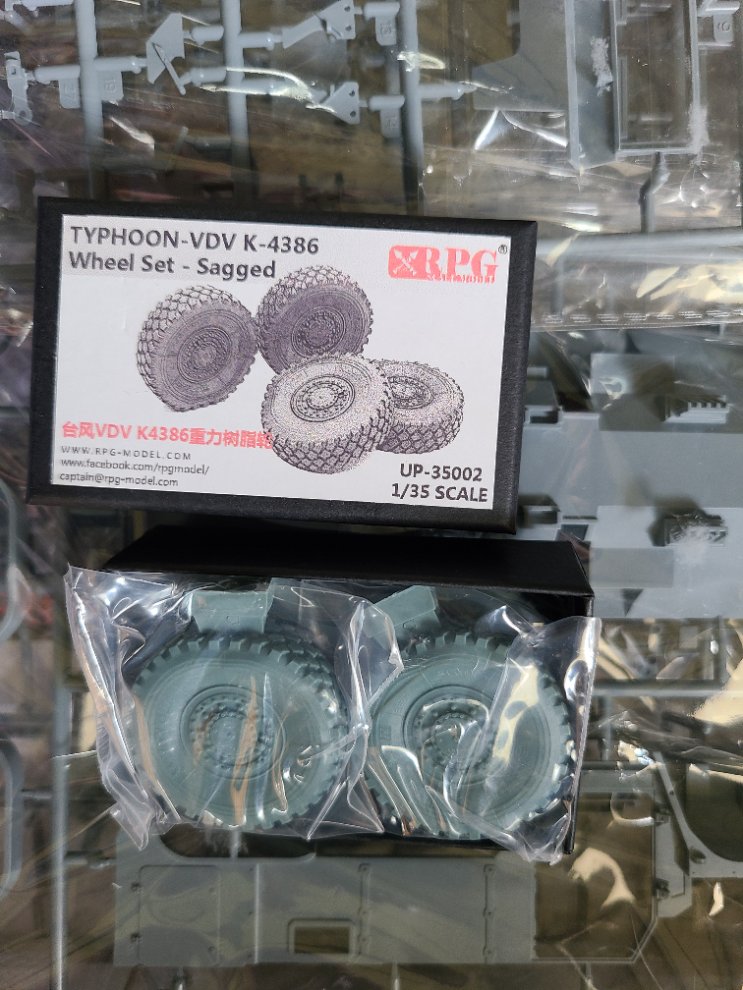 TYPHOON-VDV K-4386
Wheel Set - Sagged
RPG®
台风VDV K4386重力树脂轮
WWW.RPG-MODEL.COM
www.facebook.com/rpgmadel/
captain@rpg-model.com
UP-35002
1/35 SCALE